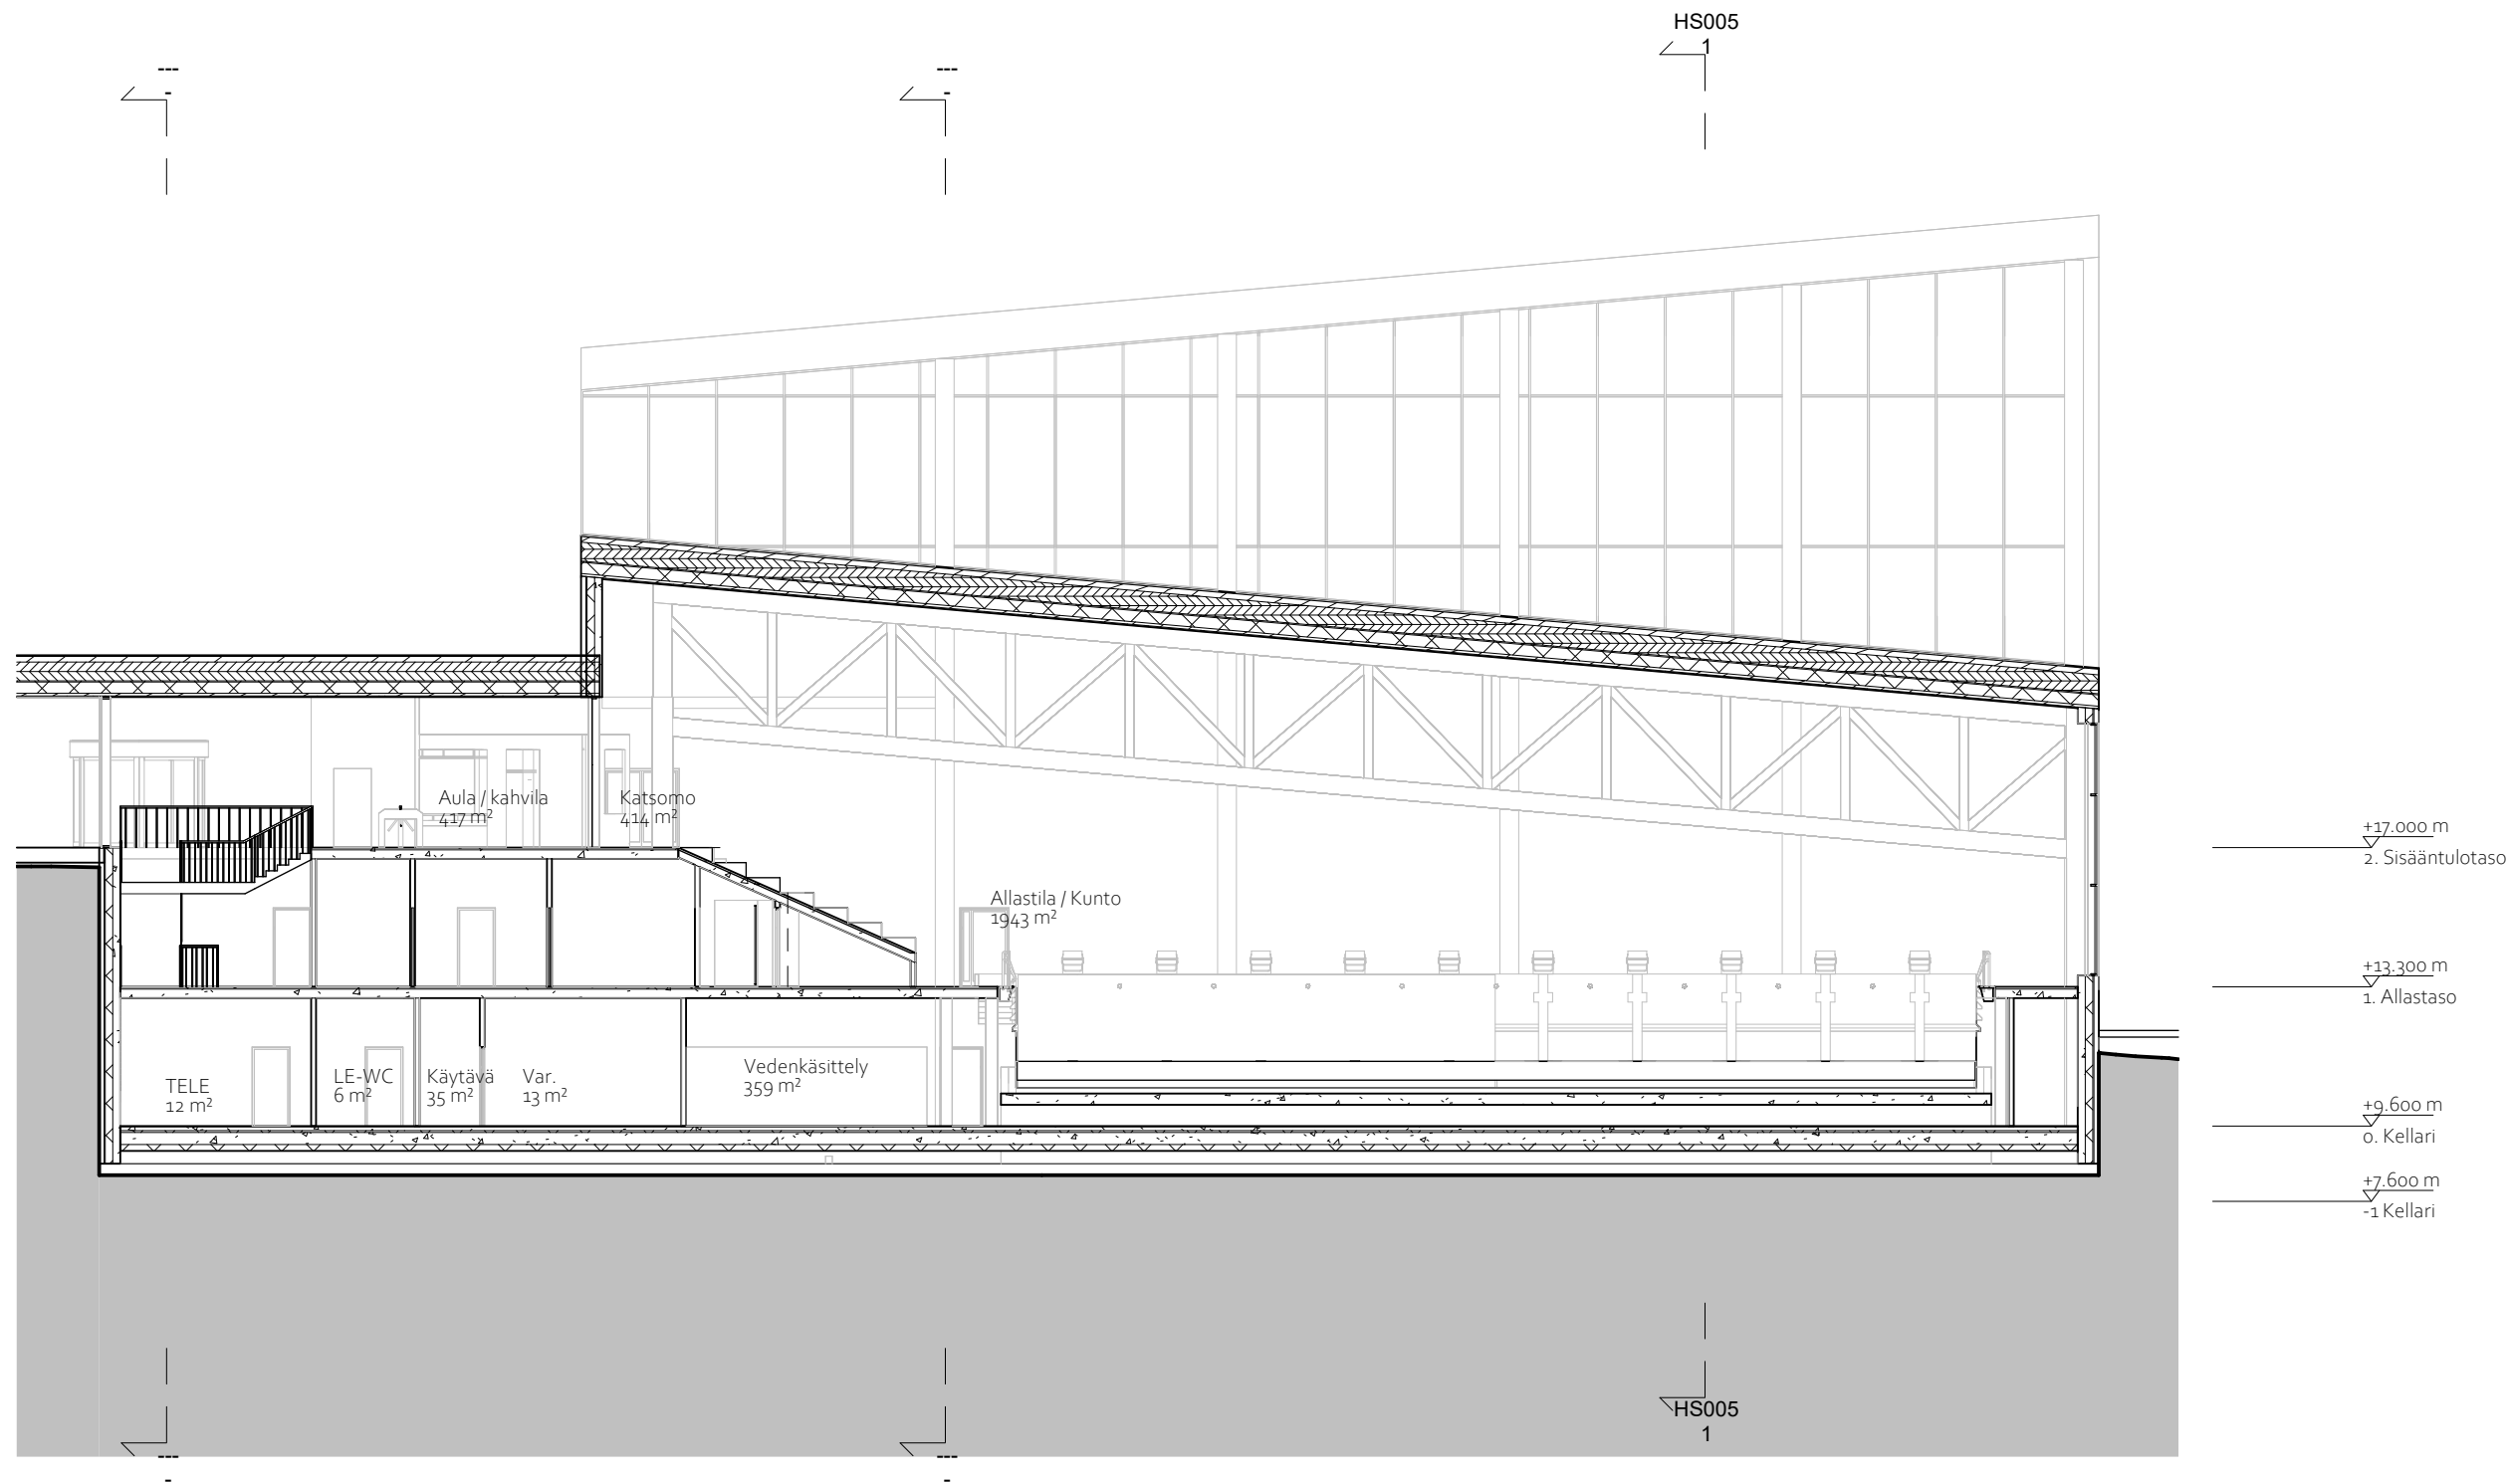 HS005
1
---
-
---
-
Aula / kahvila
417 m²
Katsomo
414 m²
+17.000 m
2. Sisääntulotaso
Allastila / Kunto
1943 m²
+13.300 m
1. Allastaso
TELE
12 m²
LE-WC
6 m²
Käytävä
35 m²
Var.
13 m²
Vedenkäsittely
359 m²
+9.600 m
0. Kellari
+7.600 m
-1 Kellari
HS005
1
---
-
---
-